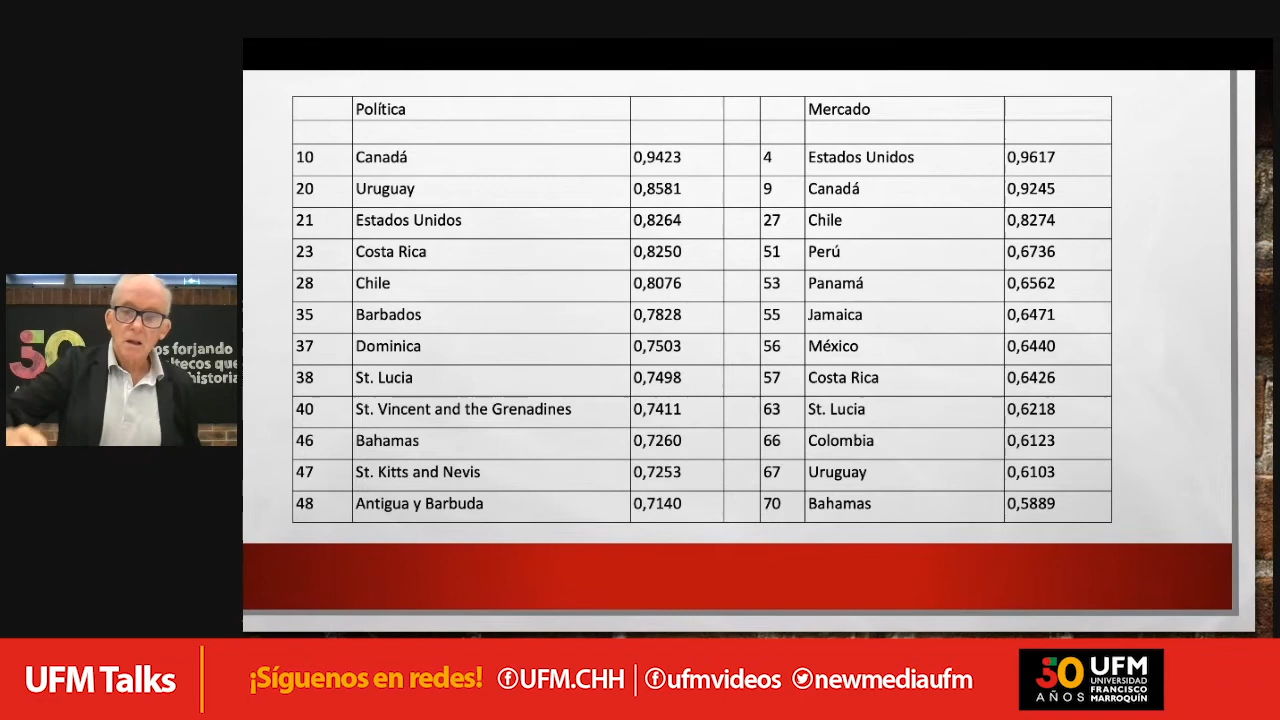 Política Mercado
10 Canadá 0,9423 4 Estados Unidos 0,9617
20 Uruguay 0,8581 9 Canadá 0,9245
21 Estados Unidos 0,8264 27 Chile 0,8274
23 Costa Rica 0,8250 51 Perú 0,6736
28 Chile 0,8076 53 Panamá 0,6562
35 Barbados 0,7828 55 Jamaica 0,6471
37 Dominica 0,7503 56 México 0,6440
38 St. Lucia 0,7498 57 Costa Rica 0,6426
40 St. Vincent and the Grenadines 0,7411 63 St. Lucia 0,6218
46 Bahamas 0,7260 66 Colombia 0,6123
47 St. Kitts and Nevis 0,7253 67 Uruguay 0,6103
48 Antigua y Barbuda 0,7140 70 Bahamas 0,5889
50
os forjando
ltecos que
historia
UFM Talks
¡Síguenos en redes! UFM.CHH | ufmvideos newmediaufm
50 AÑOS
UFM
UNIVERSIDAD
FRANCISCO
MARROQUÍN